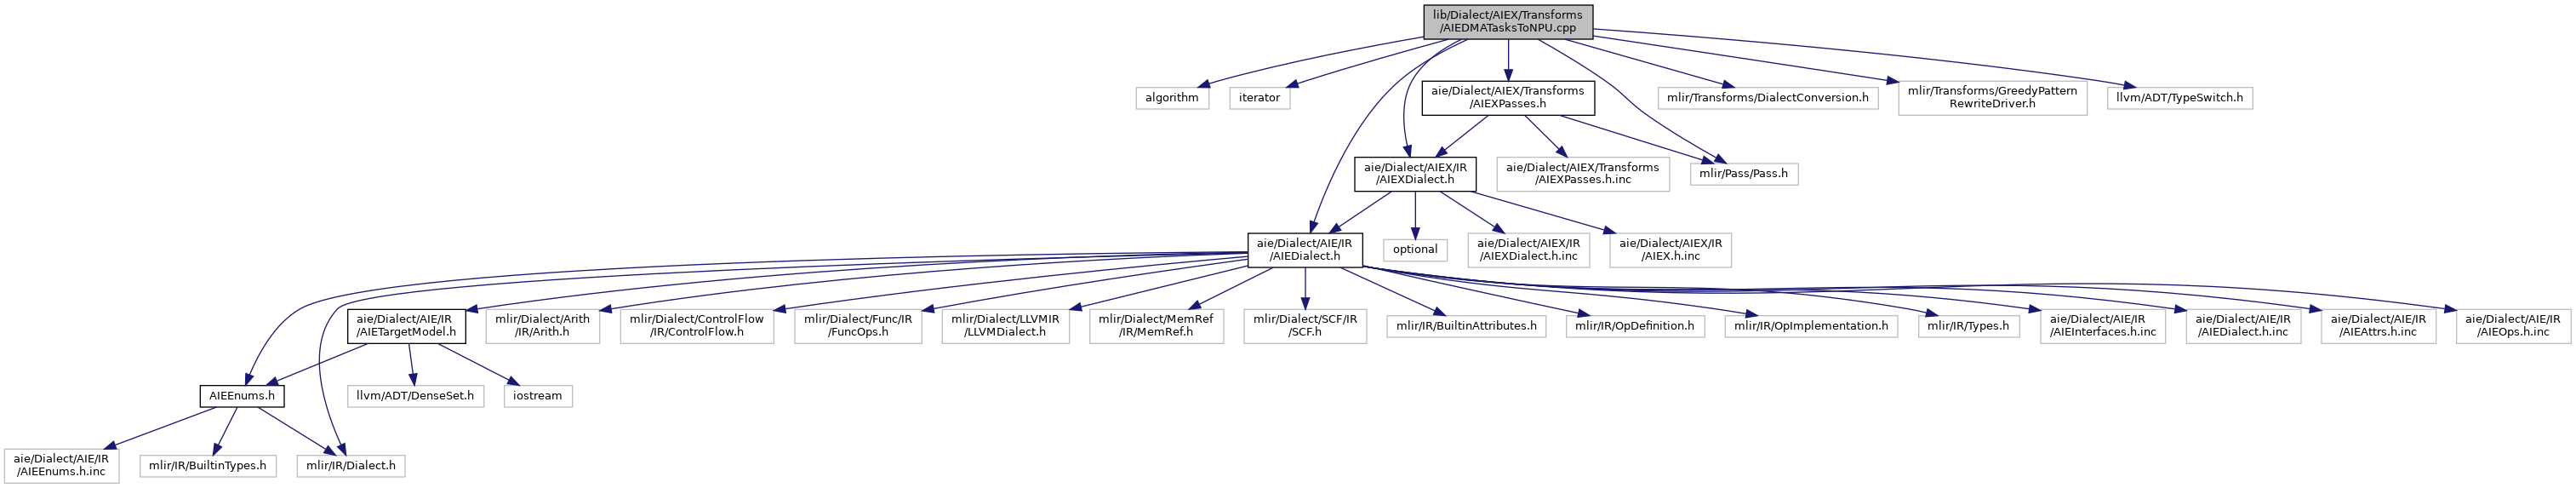 lib/Dialect/AIEX/Transforms
/AIEDMATasksToNPU.cpp
algorithm
iterator
aie/Dialect/AIEX/Transforms
/AIEXPasses.h
mlir/Transforms/DialectConversion.h
mlir/Transforms/GreedyPattern
RewriteDriver.h
llvm/ADT/TypeSwitch.h
aie/Dialect/AIEX/IR
/AIEXDialect.h
aie/Dialect/AIEX/Transforms
/AIEXPasses.h.inc
mlir/Pass/Pass.h
aie/Dialect/AIE/IR
/AIEDialect.h
optional
aie/Dialect/AIEX/IR
/AIEXDialect.h.inc
aie/Dialect/AIEX/IR
/AIEX.h.inc
aie/Dialect/AIE/IR
/AIETargetModel.h
mlir/Dialect/Arith
/IR/Arith.h
mlir/Dialect/ControlFlow
/IR/ControlFlow.h
mlir/Dialect/Func/IR
/FuncOps.h
mlir/Dialect/LLVMIR
/LLVMDialect.h
mlir/Dialect/MemRef
/IR/MemRef.h
mlir/Dialect/SCF/IR
/SCF.h
mlir/IR/BuiltinAttributes.h
mlir/IR/OpDefinition.h
mlir/IR/OpImplementation.h
mlir/IR/Types.h
aie/Dialect/AIE/IR
/AIEInterfaces.h.inc
aie/Dialect/AIE/IR
/AIEDialect.h.inc
aie/Dialect/AIE/IR
/AIEAttrs.h.inc
aie/Dialect/AIE/IR
/AIEOps.h.inc
AIEEnums.h
llvm/ADT/DenseSet.h
iostream
aie/Dialect/AIE/IR
/AIEEnums.h.inc
mlir/IR/BuiltinTypes.h
mlir/IR/Dialect.h